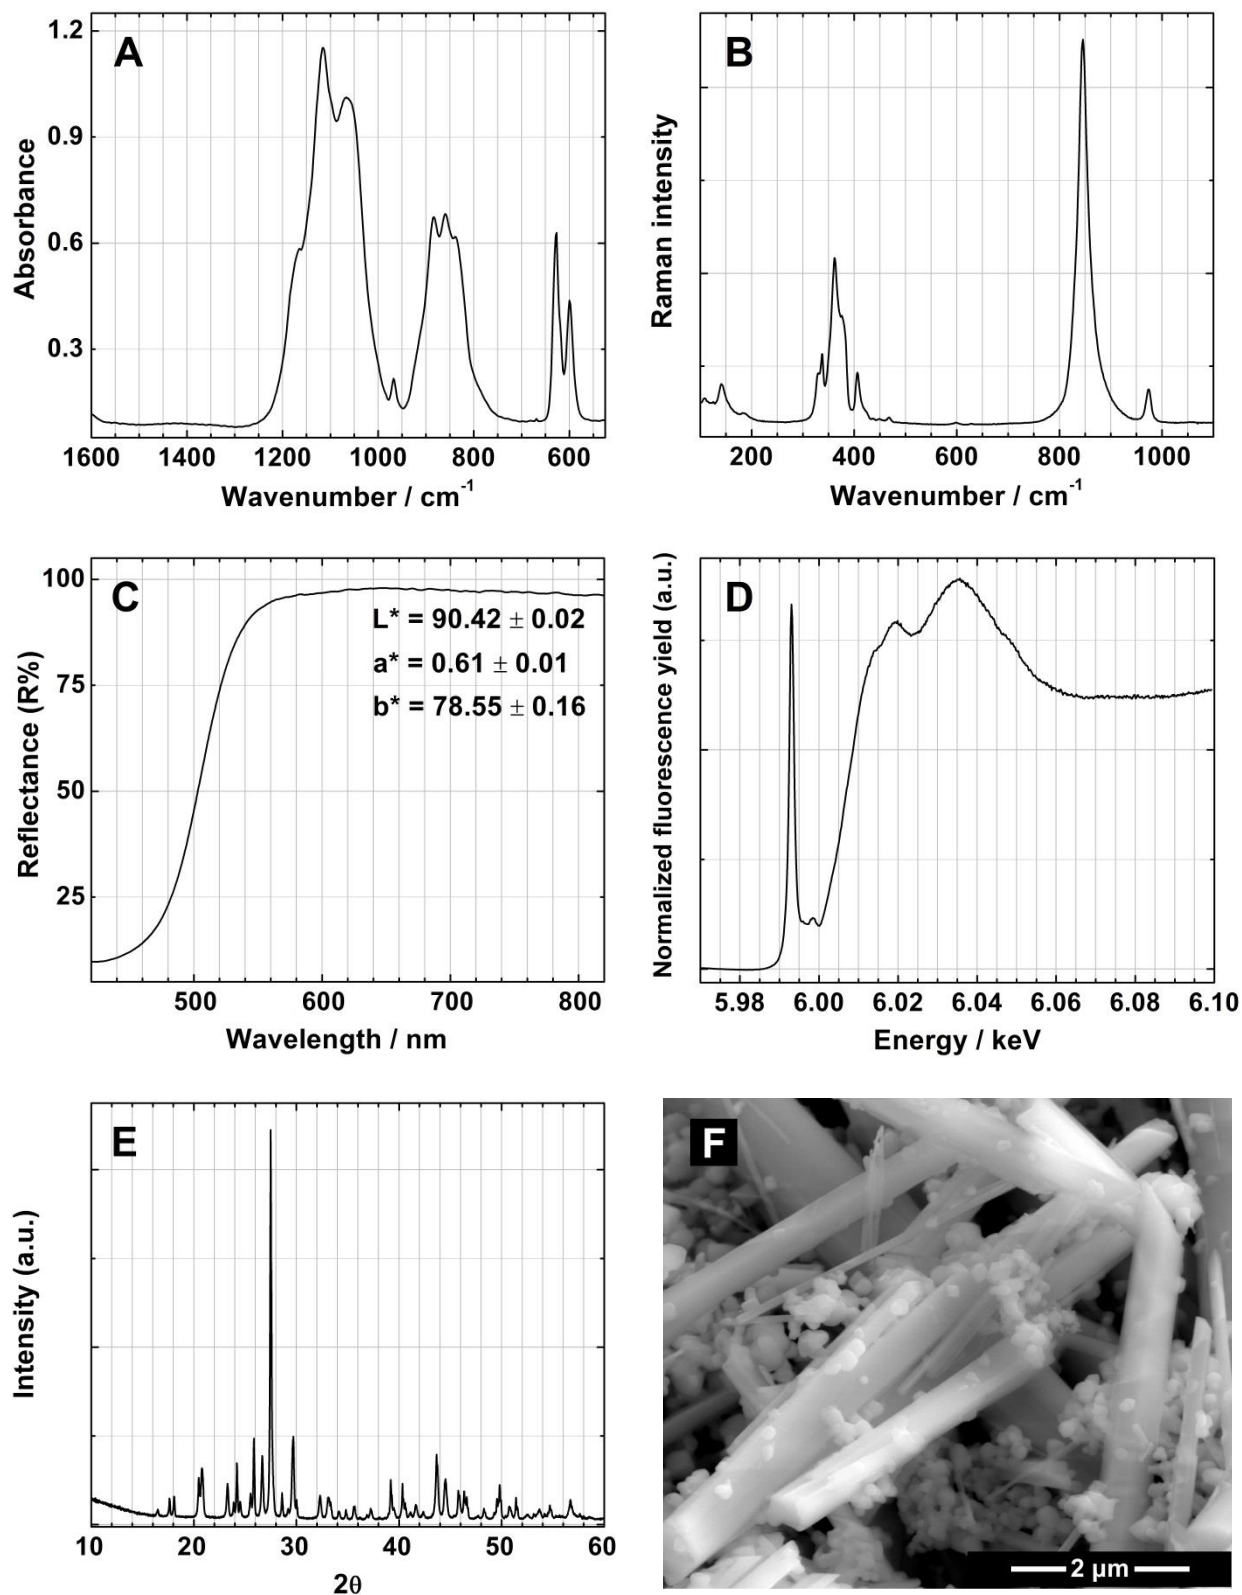 A
1.2
0.9
0.6
0.3
Absorbance
1600 1400 1200 1000 800 600
Wavenumber / cm⁻¹
B
Raman intensity
200 400 600 800 1000
Wavenumber / cm⁻¹
C
100
75
50
25
Reflectance (R%)
L* = 90.42 ± 0.02
a* = 0.61 ± 0.01
b* = 78.55 ± 0.16
500 600 700 800
Wavelength / nm
D
Normalized fluorescence yield (a.u.)
5.98 6.00 6.02 6.04 6.06 6.08 6.10
Energy / keV
E
Intensity (a.u.)
10 20 30 40 50 60
2θ
F
2 μm